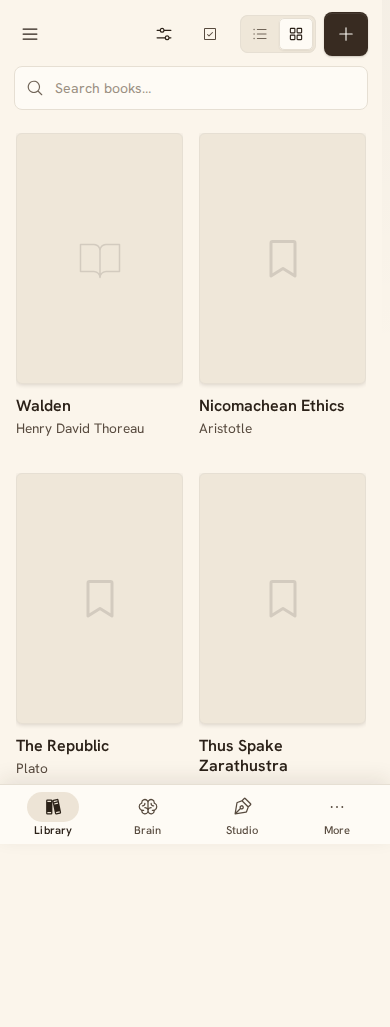 Search books...
Walden
Henry David Thoreau
Nicomachean Ethics
Aristotle
The Republic
Plato
Thus Spake
Zarathustra
Library
Brain
Studio
More